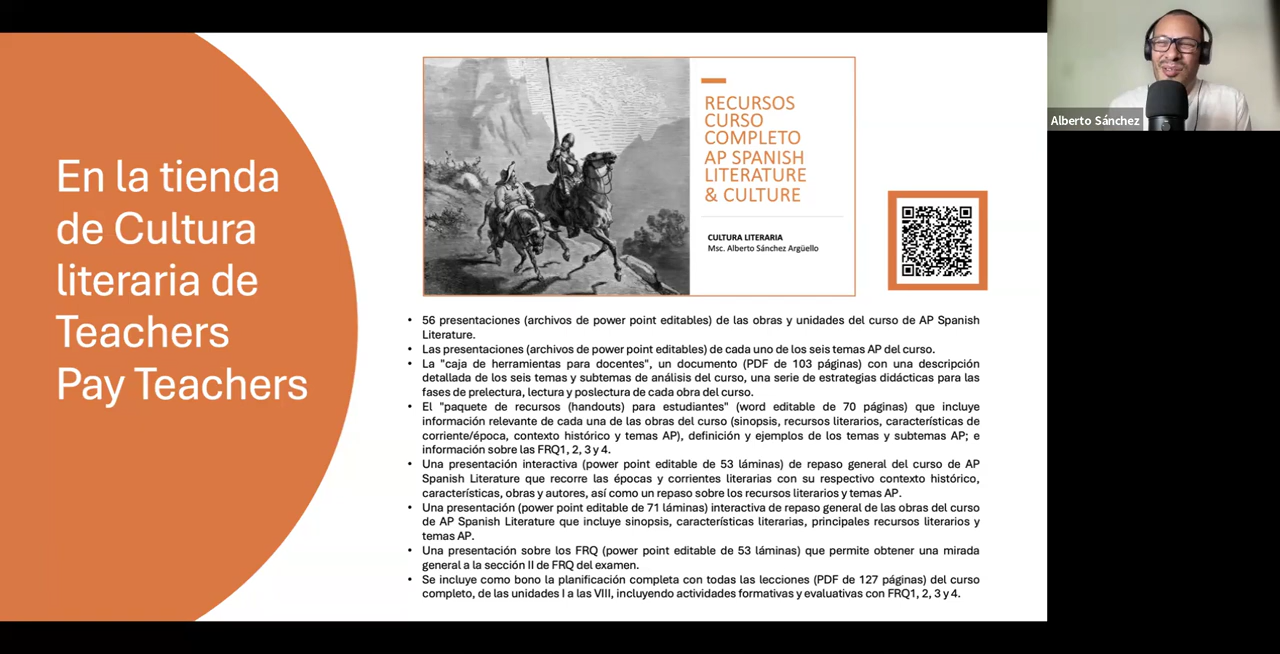 En la tienda
de Cultura
literaria de
Teachers
Pay Teachers
RECURSOS
CURSO
COMPLETO
AP SPANISH
LITERATURE
& CULTURE
CULTURA LITERARIA
Msc. Alberto Sánchez Argüello
Alberto Sánchez
• 56 presentaciones (archivos de power point editables) de las obras y unidades del curso de AP Spanish
Literature.
• Las presentaciones (archivos de power point editables) de cada uno de los seis temas AP del curso.
• La "caja de herramientas para docentes", un documento (PDF de 103 páginas) con una descripción
detallada de los seis temas y subtemas de análisis del curso, una serie de estrategias didácticas para las
fases de prelectura, lectura y poslectura de cada obra del curso.
• El "paquete de recursos (handouts) para estudiantes" (word editable de 70 páginas) que incluye
información relevante de cada una de las obras del curso (sinopsis, recursos literarios, características de
corriente/época, contexto histórico y temas AP), definición y ejemplos de los temas y subtemas AP; e
información sobre las FRQ1, 2, 3 y 4.
• Una presentación interactiva (power point editable de 53 láminas) de repaso general del curso de AP
Spanish Literature que recorre las épocas y corrientes literarias con su respectivo contexto histórico,
características, obras y autores, así como un repaso sobre los recursos literarios y temas AP.
• Una presentación (power point editable de 71 láminas) interactiva de repaso general de las obras del curso
de AP Spanish Literature que incluye sinopsis, características literarias, principales recursos literarios y
temas AP.
• Una presentación sobre los FRQ (power point editable de 53 láminas) que permite obtener una mirada
general a la sección II de FRQ del examen.
• Se incluye como bono la planificación completa con todas las lecciones (PDF de 127 páginas) del curso
completo, de las unidades I a las VIII, incluyendo actividades formativas y evaluativas con FRQ1, 2, 3 y 4.